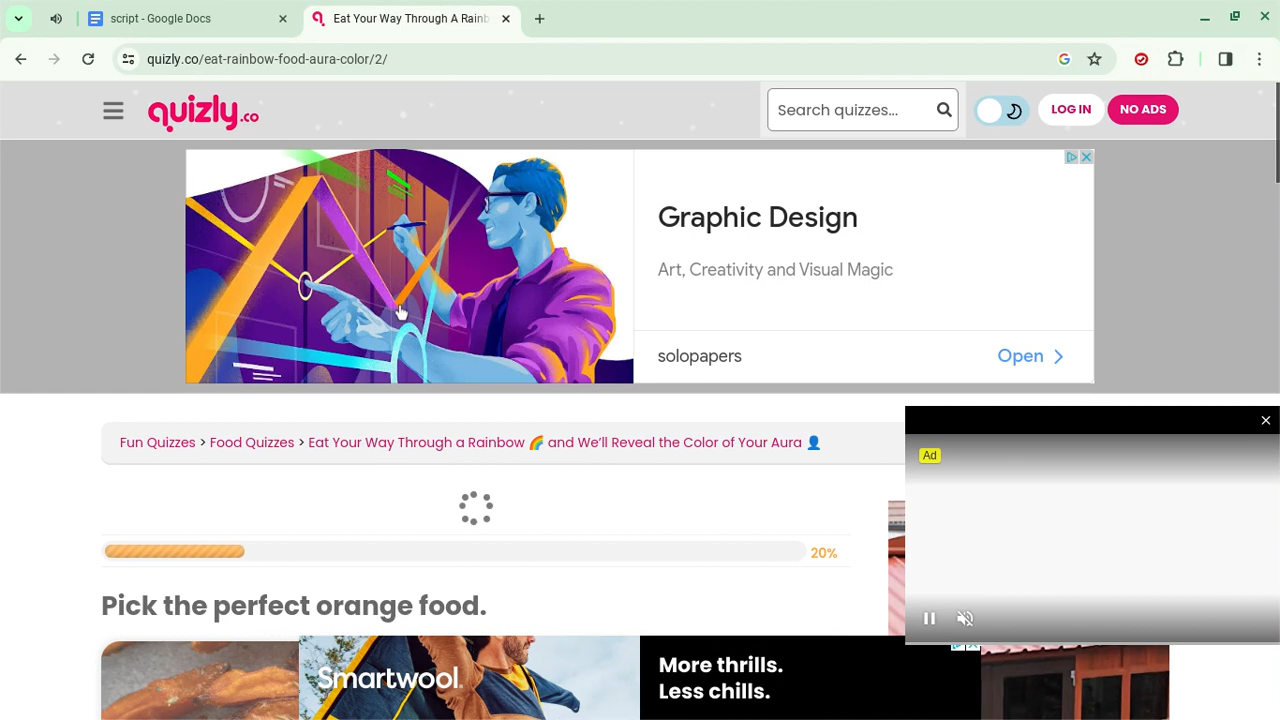 script - Google Docs
Eat Your Way Through A Rainb
quizly.co/eat-rainbow-food-aura-color/2/
quizly.co
Search quizzes...
LOG IN
NO ADS
Graphic Design
Art, Creativity and Visual Magic
solopapers
Open
Fun Quizzes > Food Quizzes > Eat Your Way Through a Rainbow 🌈 and We’ll Reveal the Color of Your Aura 👤
Ad
20%
Pick the perfect orange food.
Smartwool
More thrills.
Less chills.